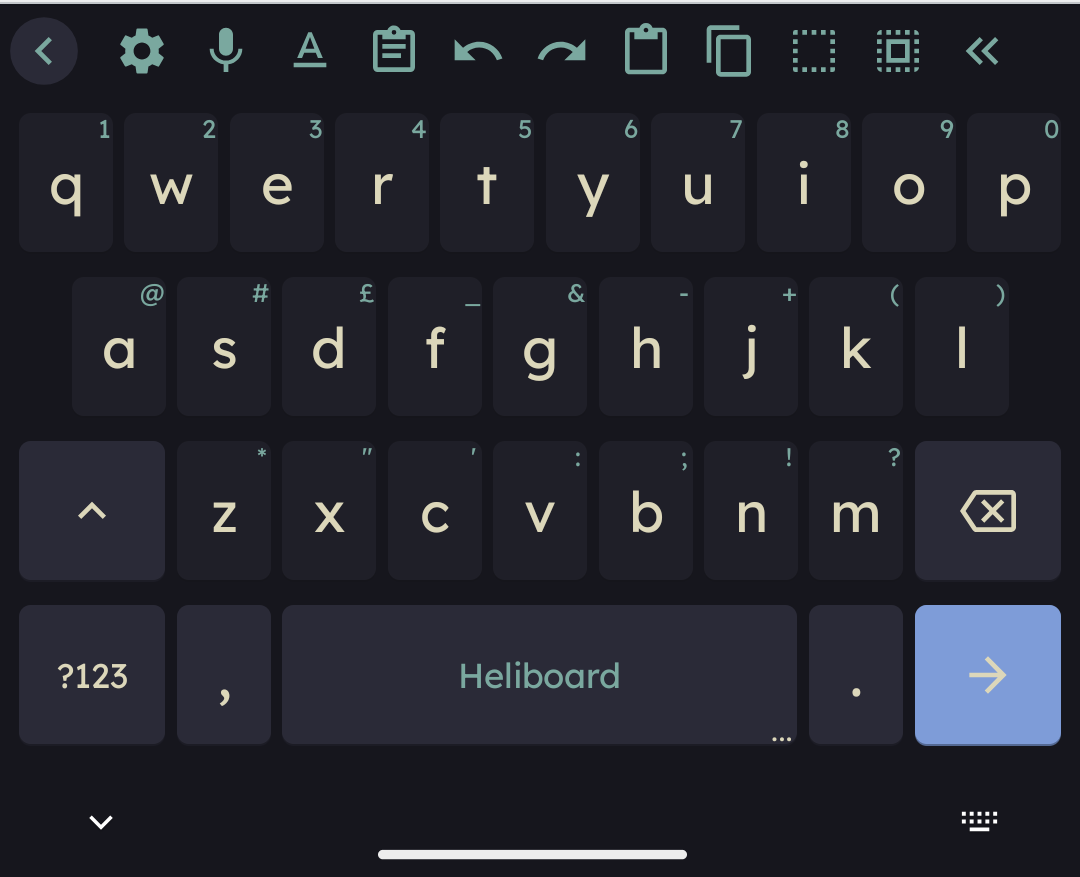 A
1 2 3 4 5 6 7 8 9 0
q w e r t y u i o p
@ # £ _ & - + ( )
a s d f g h j k l
* " ' : ; ! ?
z x c v b n m
?123 , Heliboard .
...